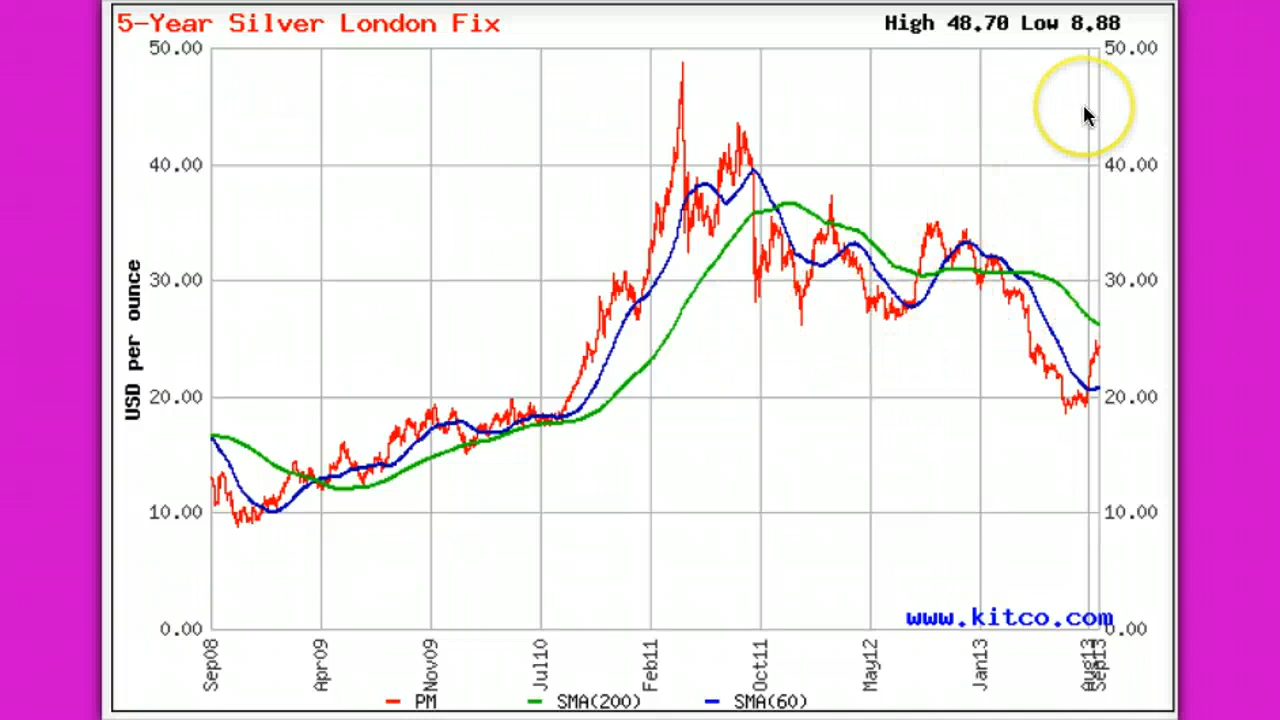 5-Year Silver London Fix
High 48.70 Low 8.88
50.00 50.00
40.00 40.00
30.00 30.00
20.00 20.00
10.00 10.00
0.00 0.00
USD per ounce
www.kitco.com
Sep08 Apr09 Nov09 Jul10 Feb11 Oct11 May12 Jan13 Aug13 Sep13
PM SMA(200) SMA(60)